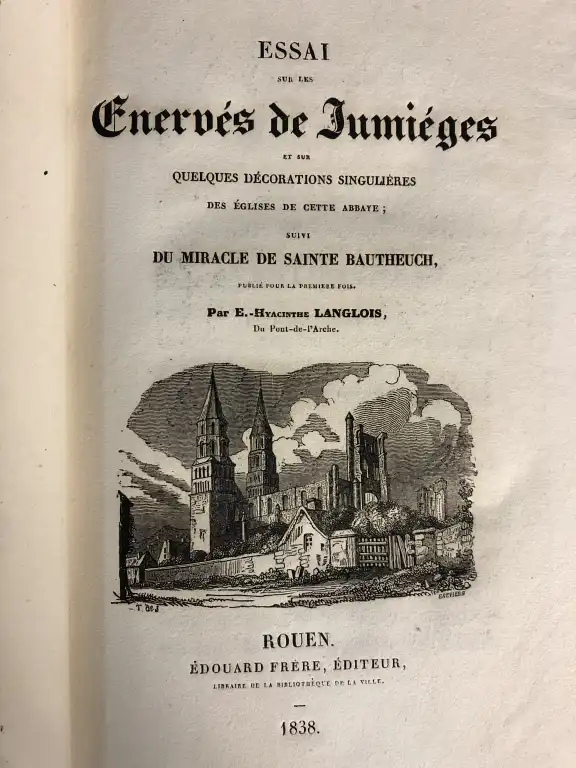 ESSAI
SUR LES
Enervés de Jumiéges
ET SUR
QUELQUES DÉCORATIONS SINGULIÈRES
DES ÉGLISES DE CETTE ABBAYE ;
SUIVI
DU MIRACLE DE SAINTE BAUTHEUCH,
PUBLIÉ POUR LA PREMIÈRE FOIS.
Par E.-Hyacinthe LANGLOIS,
Du Pont-de-l'Arche.
ROUEN.
ÉDOUARD FRÈRE, ÉDITEUR,
LIBRAIRE DE LA BIBLIOTHÈQUE DE LA VILLE.
1838.